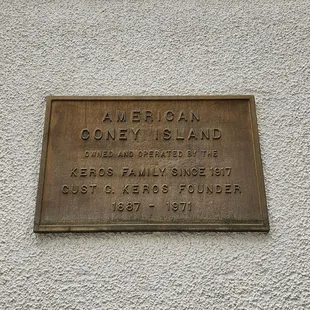 AMERICAN
CONEY ISLAND
OWNED AND OPERATED BY THE
KEROS FAMILY SINCE 1917
GUST C. KEROS FOUNDER
1887 - 1971